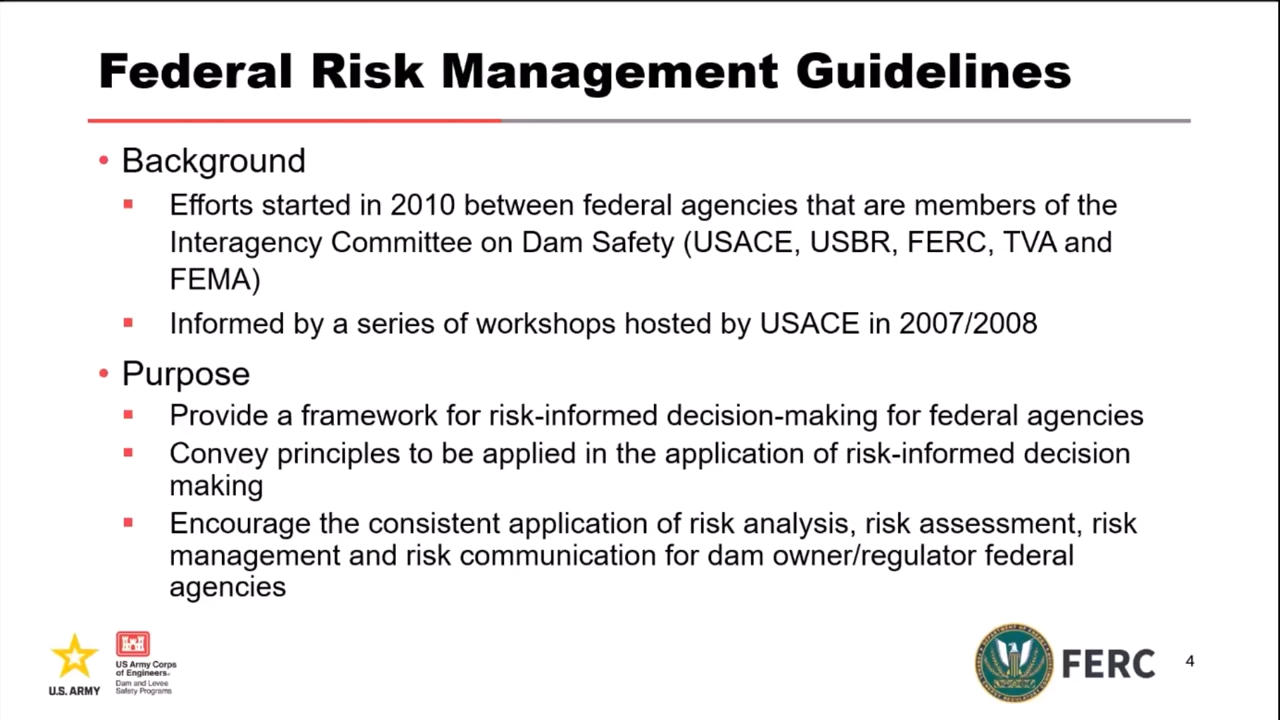 Federal Risk Management Guidelines
• Background
▪ Efforts started in 2010 between federal agencies that are members of the
Interagency Committee on Dam Safety (USACE, USBR, FERC, TVA and
FEMA)
▪ Informed by a series of workshops hosted by USACE in 2007/2008
• Purpose
▪ Provide a framework for risk-informed decision-making for federal agencies
▪ Convey principles to be applied in the application of risk-informed decision
making
▪ Encourage the consistent application of risk analysis, risk assessment, risk
management and risk communication for dam owner/regulator federal
agencies
U.S. ARMY
US Army Corps
of Engineers®
Dam and Levee
Safety Programs
FERC
4